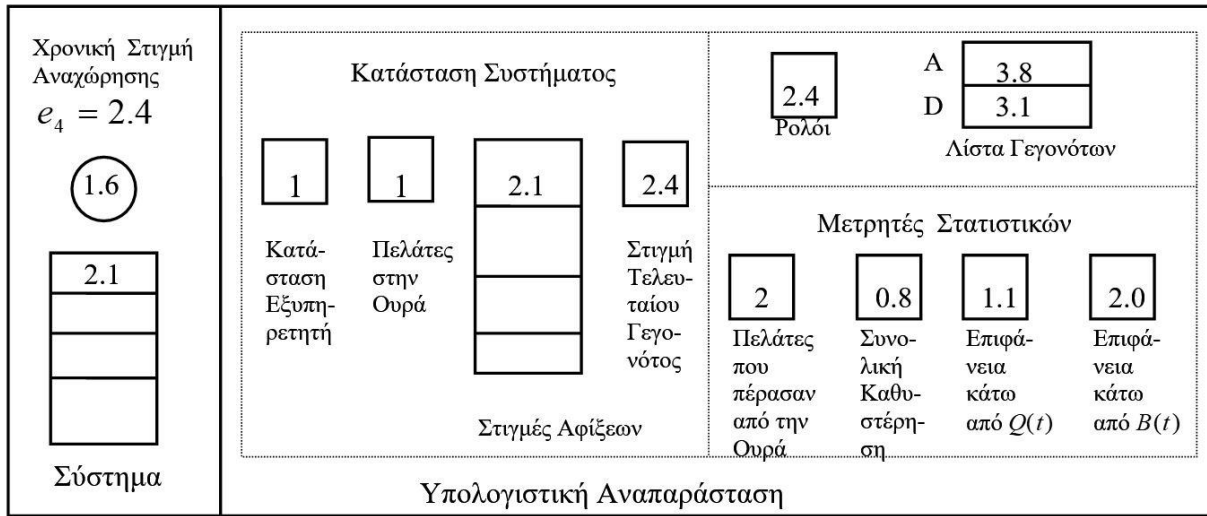 Χρονική Στιγμή
Αναχώρησης
e₄ = 2.4
1.6
2.1
Σύστημα
Κατάσταση Συστήματος
1
Κατά-
σταση
Εξυπη-
ρετητή
1
Πελάτες
στην
Ουρά
2.1
Στιγμές Αφίξεων
2.4
Στιγμή
Τελευ-
ταίου
Γεγο-
νότος
2.4
Ρολόι
A 3.8
D 3.1
Λίστα Γεγονότων
Μετρητές Στατιστικών
2
Πελάτες
που
πέρασαν
από την
Ουρά
0.8
Συνο-
λική
Καθυ-
στέρη-
ση
1.1
Επιφά-
νεια
κάτω
από Q(t)
2.0
Επιφά-
νεια
κάτω
από B(t)
Υπολογιστική Αναπαράσταση